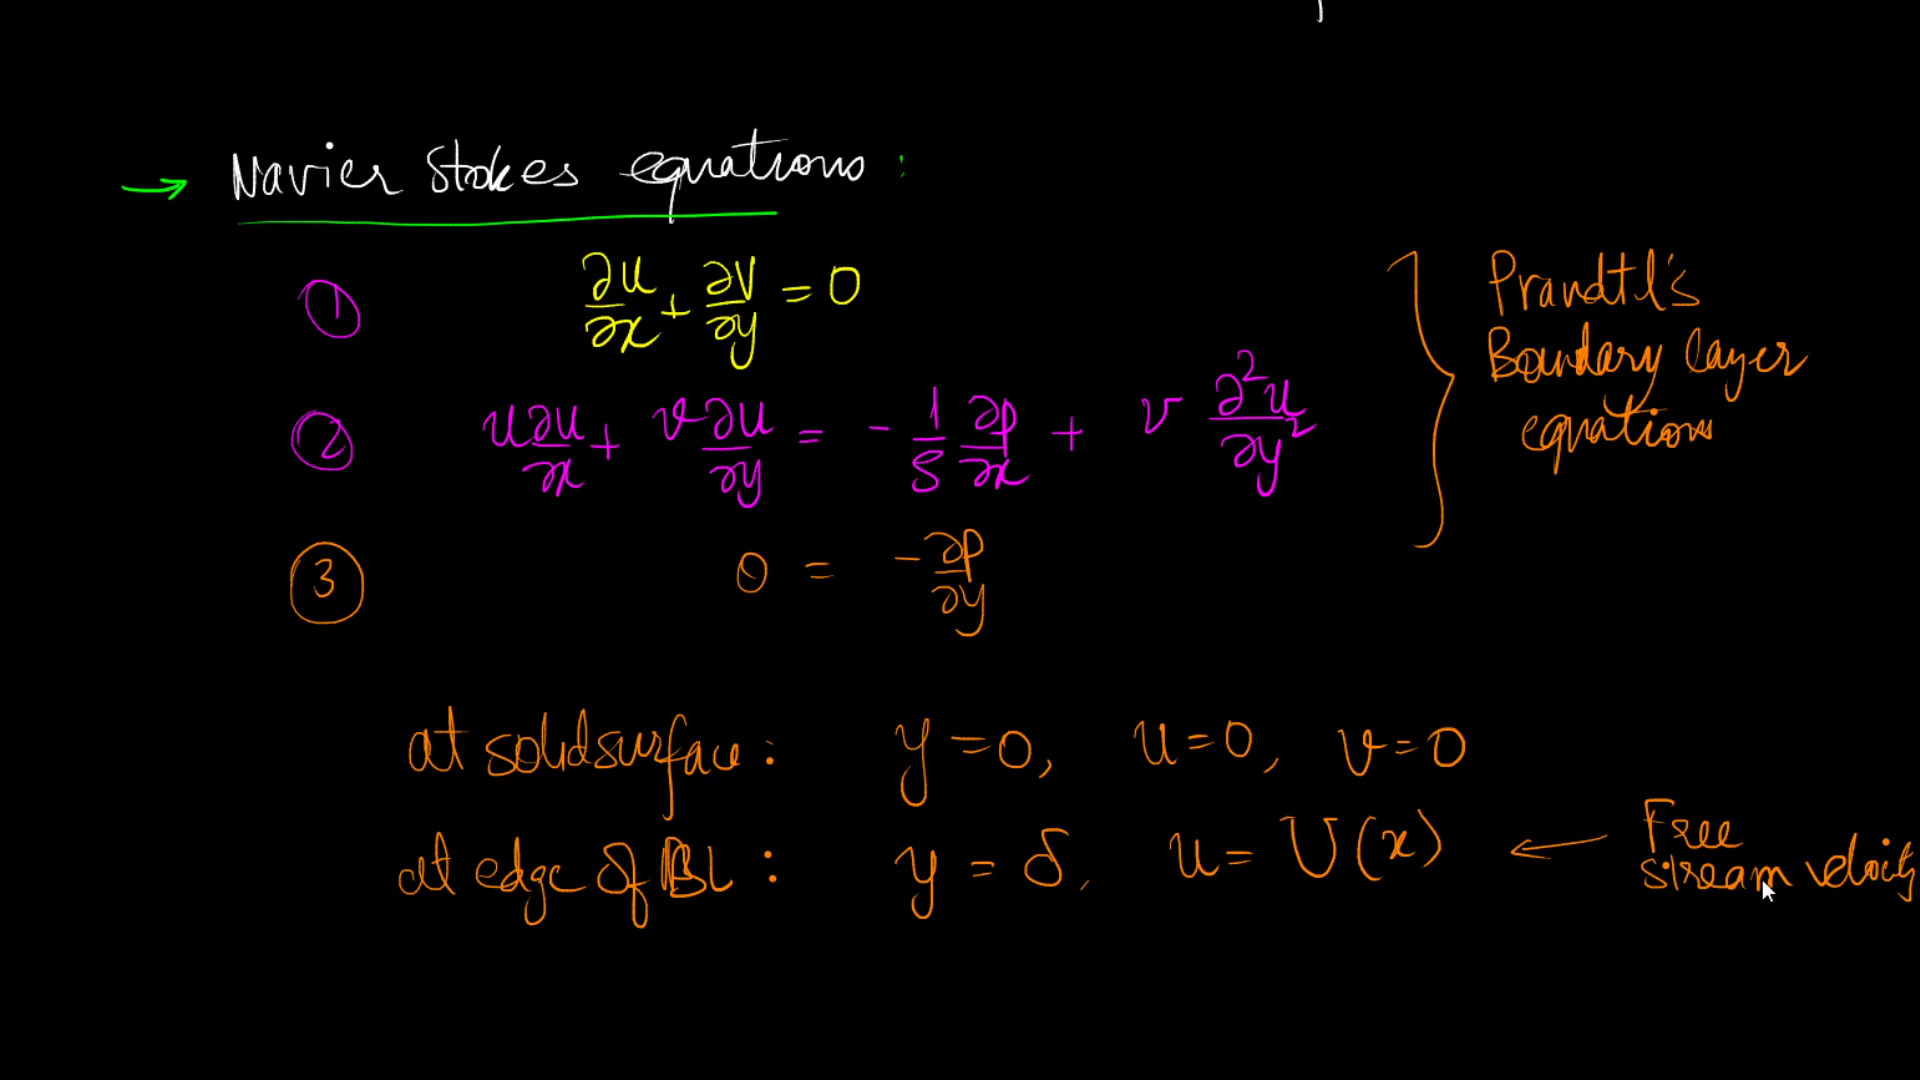 → Navier Stokes equations :
① ∂u/∂x + ∂v/∂y = 0
② u ∂u/∂x + v ∂u/∂y = - 1/ρ ∂p/∂x + ν ∂²u/∂y²
③ 0 = - ∂p/∂y
Prandtl's
Boundary layer
equations
at solid surface : y = 0, u = 0, v = 0
at edge of BL : y = δ, u = U(x) ← Free
stream velocity